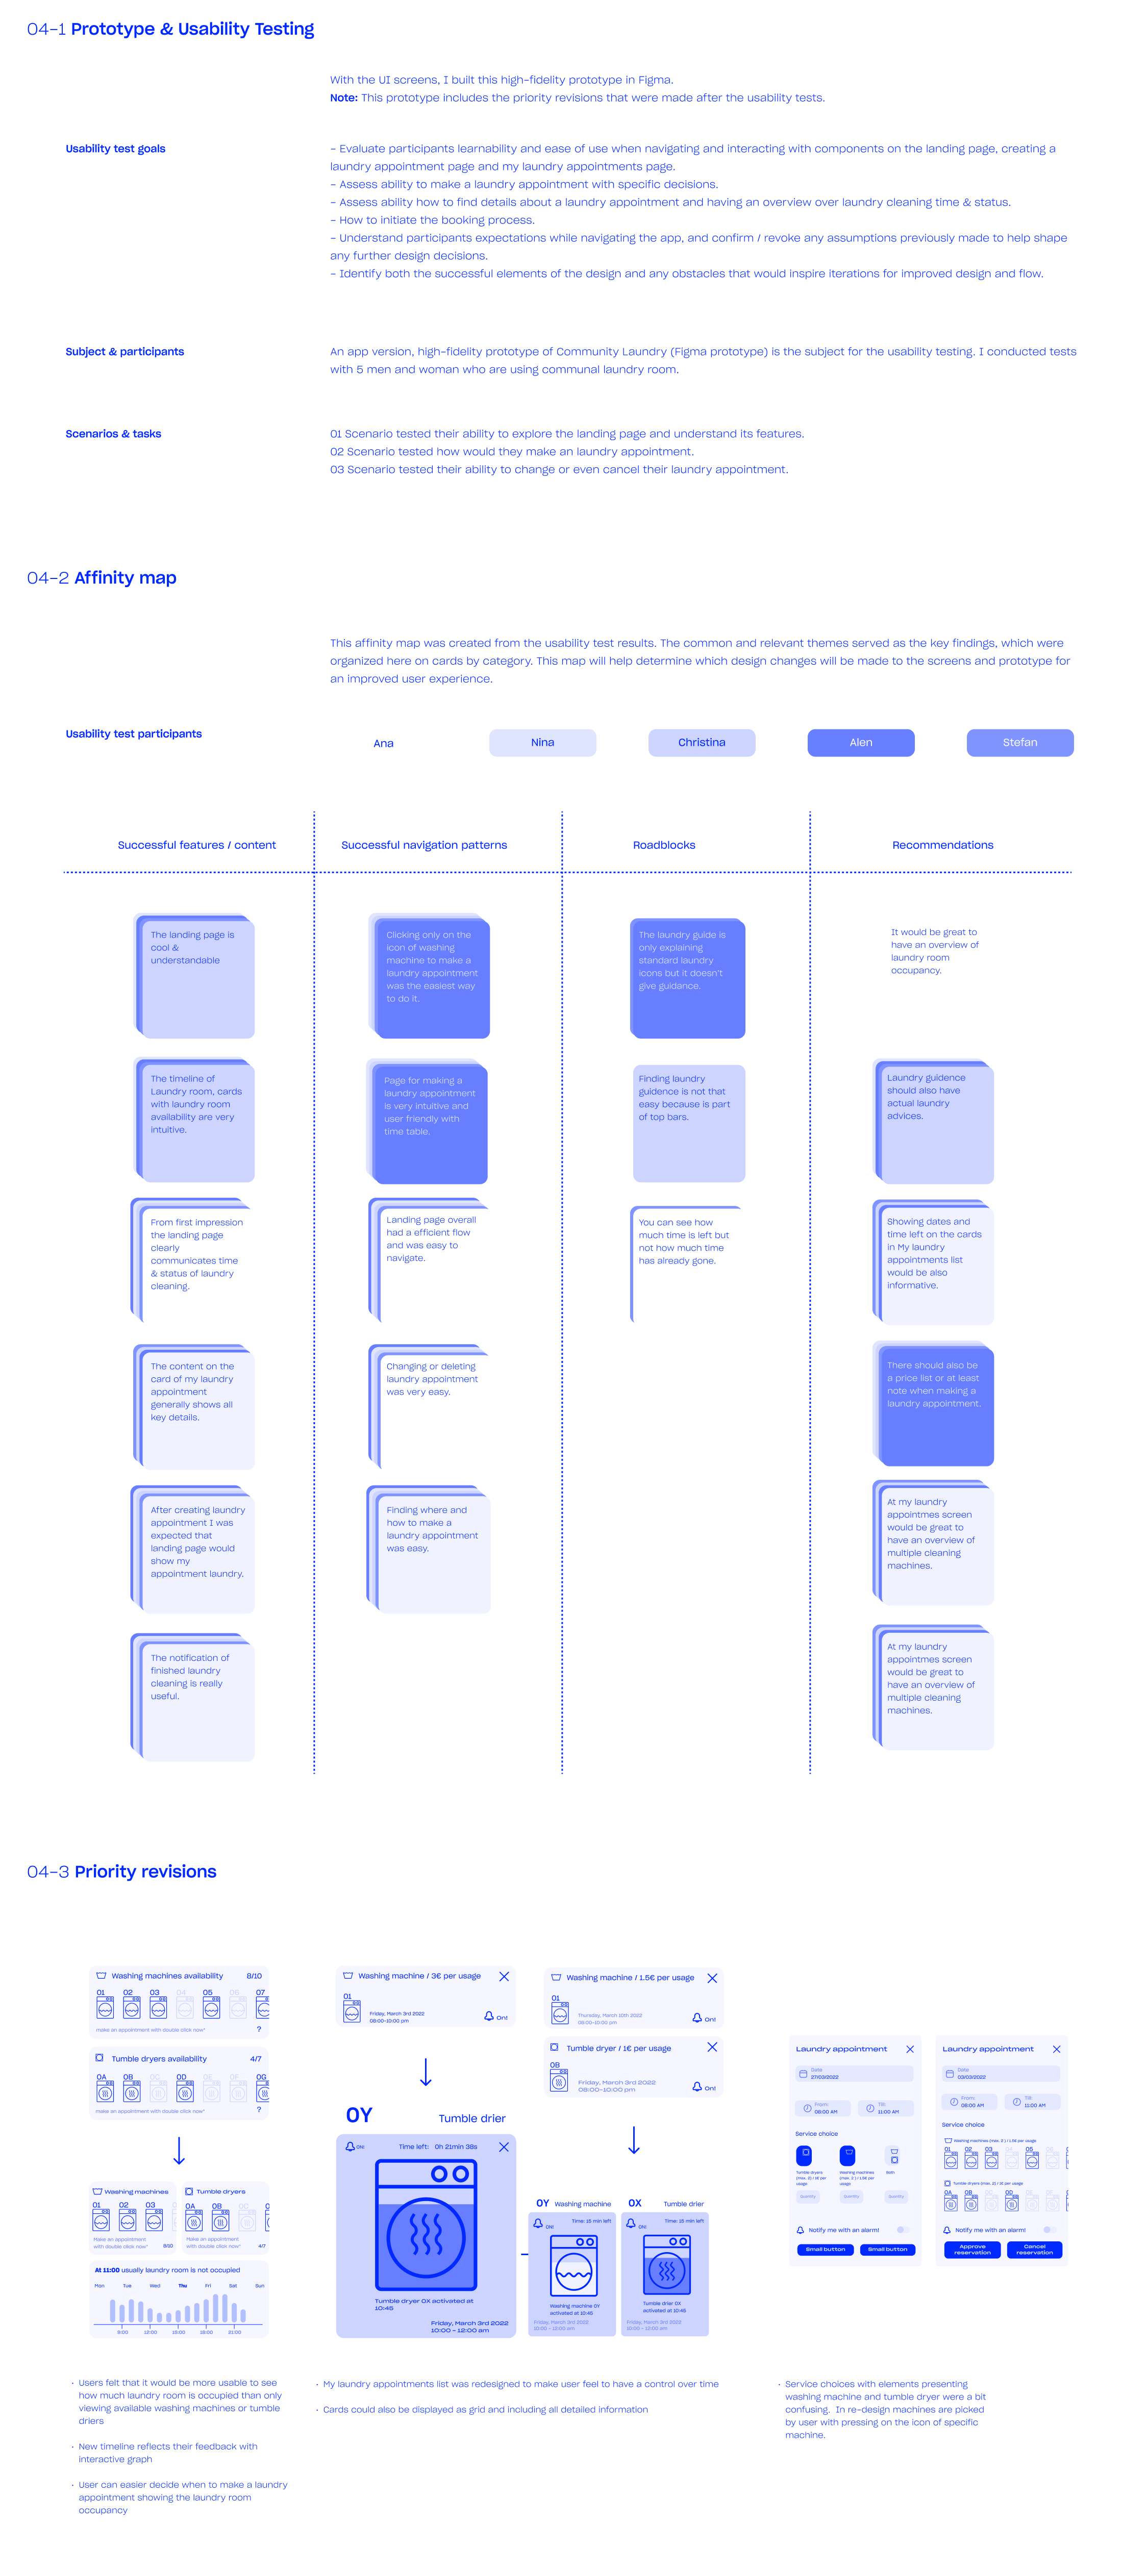 04-1 Prototype & Usability Testing
With the UI screens, I built this high-fidelity prototype in Figma.
Note: This prototype includes the priority revisions that were made after the usability tests.
Usability test goals
- Evaluate participants learnability and ease of use when navigating and interacting with components on the landing page, creating a
laundry appointment page and my laundry appointments page.
- Assess ability to make a laundry appointment with specific decisions.
- Assess ability how to find details about a laundry appointment and having an overview over laundry cleaning time & status.
- How to initiate the booking process.
- Understand participants expectations while navigating the app, and confirm / revoke any assumptions previously made to help shape
any further design decisions.
- Identify both the successful elements of the design and any obstacles that would inspire iterations for improved design and flow.
Subject & participants
An app version, high-fidelity prototype of Community Laundry (Figma prototype) is the subject for the usability testing. I conducted tests
with 5 men and woman who are using communal laundry room.
Scenarios & tasks
01 Scenario tested their ability to explore the landing page and understand its features.
02 Scenario tested how would they make an laundry appointment.
03 Scenario tested their ability to change or even cancel their laundry appointment.
04-2 Affinity map
This affinity map was created from the usability test results. The common and relevant themes served as the key findings, which were
organized here on cards by category. This map will help determine which design changes will be made to the screens and prototype for
an improved user experience.
Usability test participants
Ana
Nina
Christina
Alen
Stefan
Successful features / content
Successful navigation patterns
Roadblocks
Recommendations
The landing page is
cool &
understandable
The timeline of
Laundry room, cards
with laundry room
availability are very
intuitive.
From first impression
the landing page
clearly
communicates time
& status of laundry
cleaning.
The content on the
card of my laundry
appointment
generally shows all
key details.
After creating laundry
appointment I was
expected that
landing page would
show my
appointment laundry.
The notification of
finished laundry
cleaning is really
useful.
Clicking only on the
icon of washing
machine to make a
laundry appointment
was the easiest way
to do it.
Page for making a
laundry appointment
is very intuitive and
user friendly with
time table.
Landing page overall
had a efficient flow
and was easy to
navigate.
Changing or deleting
laundry appointment
was very easy.
Finding where and
how to make a
laundry appointment
was easy.
The laundry guide is
only explaining
standard laundry
icons but it doesn't
give guidance.
Finding laundry
guidance is not that
easy because is part
of top bars.
You can see how
much time is left but
not how much time
has already gone.
It would be great to
have an overview of
laundry room
occupancy.
Laundry guidence
should also have
actual laundry
advices.
Showing dates and
time left on the cards
in My laundry
appointments list
would be also
informative.
There should also be
a price list or at least
note when making a
laundry appointment.
At my laundry
appointmes screen
would be great to
have an overview of
multiple cleaning
machines.
At my laundry
appointmes screen
would be great to
have an overview of
multiple cleaning
machines.
04-3 Priority revisions
Washing machines availability 8/10
01 02 03 04 05 06 07
make an appointment with double click now* ?
Tumble dryers availability 4/7
0A 0B 0C 0D 0E 0F 0G
make an appointment with double click now* ?
Washing machines
01 02 03
Make an appointment
with double click now* 8/10
Tumble dryers
0A 0B 0C
Make an appointment
with double click now* 4/7
At 11:00 usually laundry room is not occupied
Mon Tue Wed Thu Fri Sat Sun
9:00 12:00 15:00 18:00 21:00
Washing machine / 3€ per usage
01
Friday, March 3rd 2022
08:00-10:00 pm
On!
0Y
Tumble drier
ON!
Time left: 0h 21min 38s
Tumble dryer 0X activated at
10:45
Friday, March 3rd 2022
10:00 - 12:00 am
Washing machine / 1.5€ per usage
01
Thursday, March 10th 2022
08:00-10:00 pm
On!
Tumble dryer / 1€ per usage
0B
Friday, March 3rd 2022
08:00-10:00 pm
On!
0Y Washing machine
ON!
Time: 15 min left
Washing machine 0Y
activated at 10:45
Friday, March 3rd 2022
10:00 - 12:00 am
0X Tumble drier
ON!
Time: 15 min left
Tumble drier 0X
activated at 10:45
Friday, March 3rd 2022
10:00 - 12:00 am
Laundry appointment
Date
27/03/2022
From:
08:00 AM
Till:
11:00 AM
Service choice
Tumble dryers
(max. 2) / 1€ per
usage
Washing machines
(max. 2 ) / 1.5€ per
usage
Both
Quantity
Quantity
Quantity
Notify me with an alarm!
Small button
Small button
Laundry appointment
Date:
03/03/2022
From:
08:00 AM
Till:
11:00 AM
Service choice
Washing machines (max. 2 ) / 1.5€ per usage
01 02 03 04 05 06
Tumble dryers (max. 2) / 1€ per usage
0A 0B 0C 0D 0E 0F
Notify me with an alarm!
Approve
reservation
Cancel
reservation
· Users felt that it would be more usable to see
how much laundry room is occupied than only
viewing available washing machines or tumble
driers
· New timeline reflects their feedback with
interactive graph
· User can easier decide when to make a laundry
appointment showing the laundry room
occupancy
· My laundry appointments list was redesigned to make user feel to have a control over time
· Cards could also be displayed as grid and including all detailed information
· Service choices with elements presenting
washing machine and tumble dryer were a bit
confusing. In re-design machines are picked
by user with pressing on the icon of specific
machine.